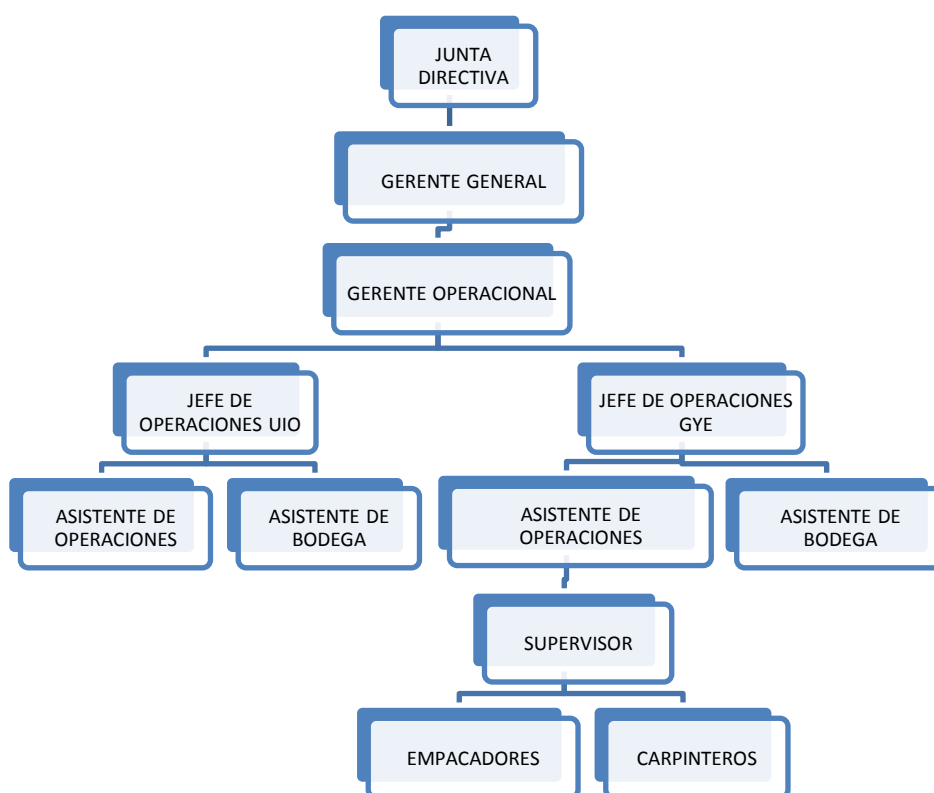 JUNTA
DIRECTIVA
GERENTE GENERAL
GERENTE OPERACIONAL
JEFE DE
OPERACIONES UIO
JEFE DE OPERACIONES
GYE
ASISTENTE DE
OPERACIONES
ASISTENTE DE
BODEGA
ASISTENTE DE
OPERACIONES
ASISTENTE DE
BODEGA
SUPERVISOR
EMPACADORES
CARPINTEROS